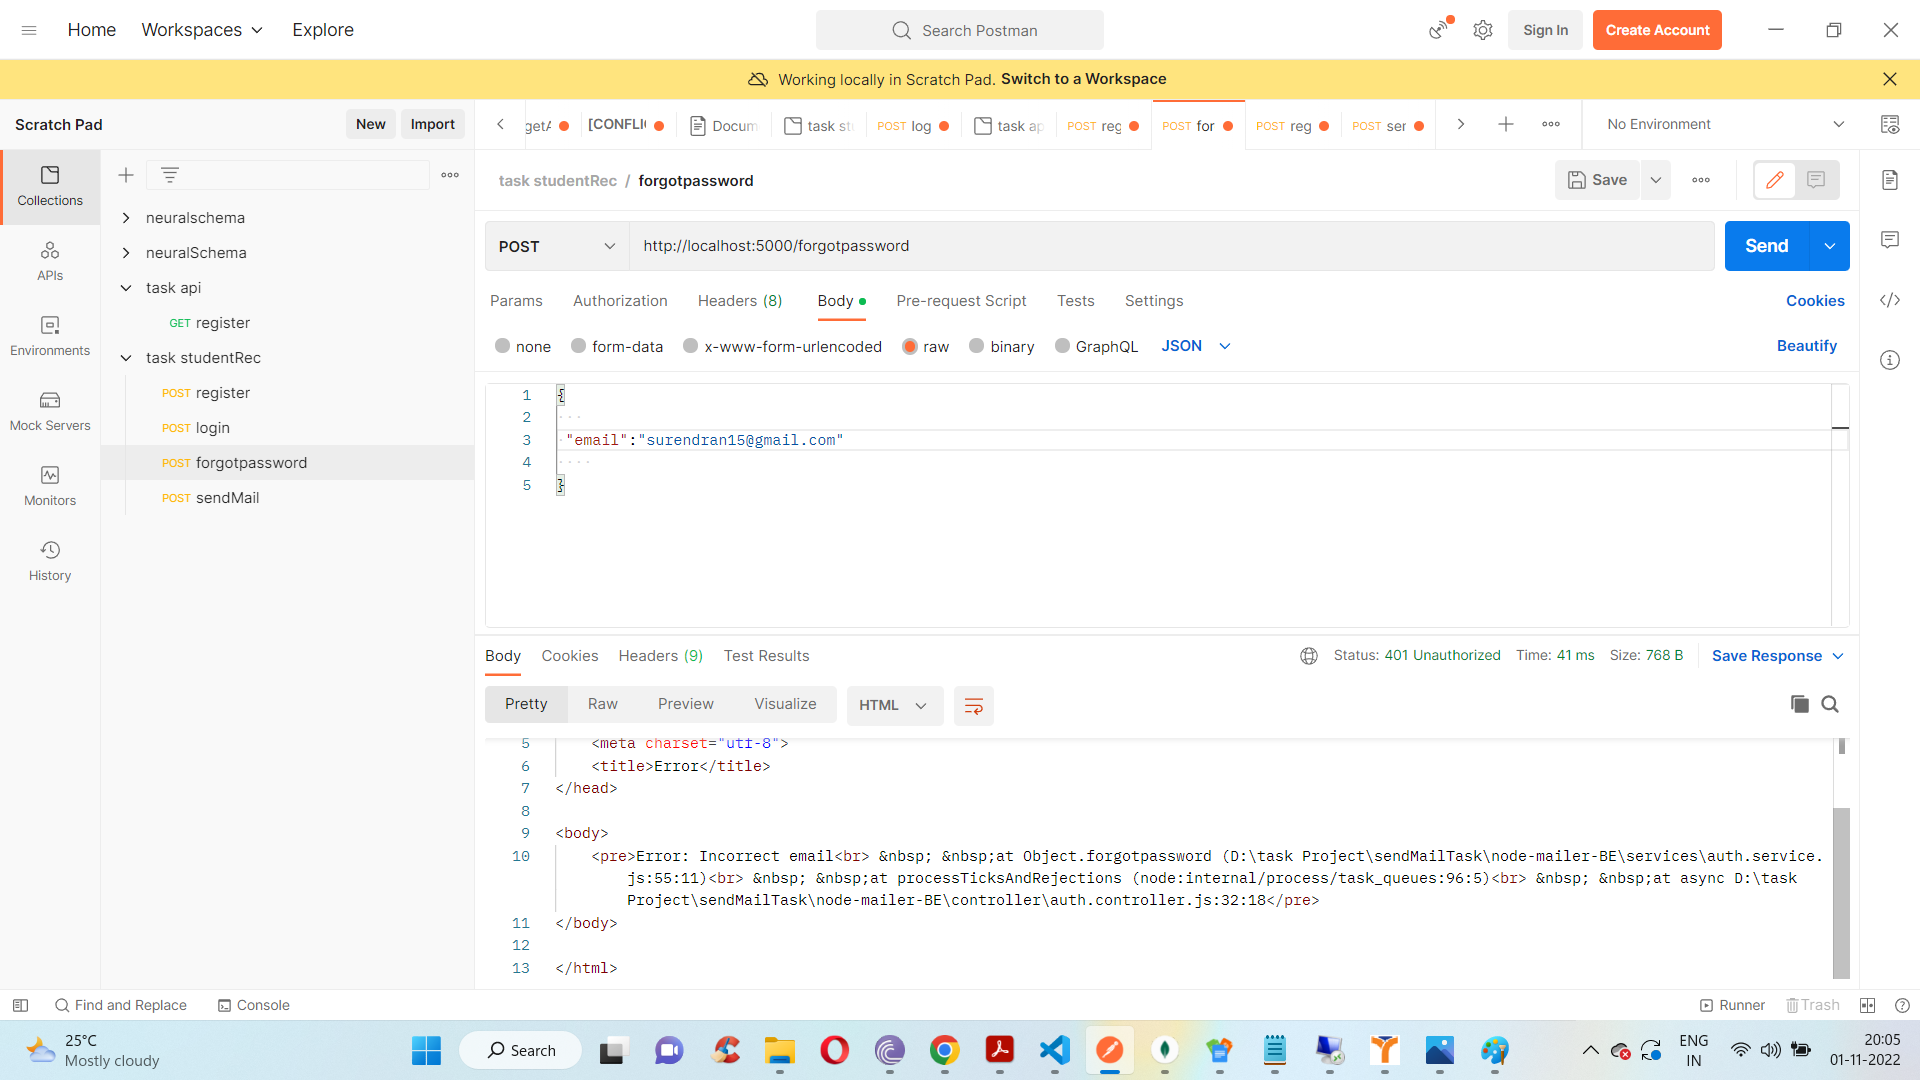 Home Workspaces Explore Search Postman Sign In Create Account
Working locally in Scratch Pad. Switch to a Workspace
Scratch Pad New Import
getA [CONFLI Docum task st POST log task ap POST reg POST for POST reg POST ser No Environment
Collections
APIs
Environments
Mock Servers
Monitors
History
neuralschema
neuralSchema
task api
GET register
task studentRec
POST register
POST login
POST forgotpassword
POST sendMail
task studentRec / forgotpassword Save
POST http://localhost:5000/forgotpassword Send
Params Authorization Headers (8) Body Pre-request Script Tests Settings Cookies
none form-data x-www-form-urlencoded raw binary GraphQL JSON Beautify
1 {
2
3 "email":"surendran15@gmail.com"
4
5 }
Body Cookies Headers (9) Test Results Status: 401 Unauthorized Time: 41 ms Size: 768 B Save Response
Pretty Raw Preview Visualize HTML
5 <meta charset="utf-8">
6 <title>Error</title>
7 </head>
8
9 <body>
10 <pre>Error: Incorrect email<br> &nbsp; &nbsp;at Object.forgotpassword (D:\task Project\sendMailTask\node-mailer-BE\services\auth.service.
js:55:11)<br> &nbsp; &nbsp;at processTicksAndRejections (node:internal/process/task_queues:96:5)<br> &nbsp; &nbsp;at async D:\task
Project\sendMailTask\node-mailer-BE\controller\auth.controller.js:32:18</pre>
11 </body>
12
13 </html>
Find and Replace Console Runner Trash
25°C
Mostly cloudy
Search
ENG
IN
20:05
01-11-2022